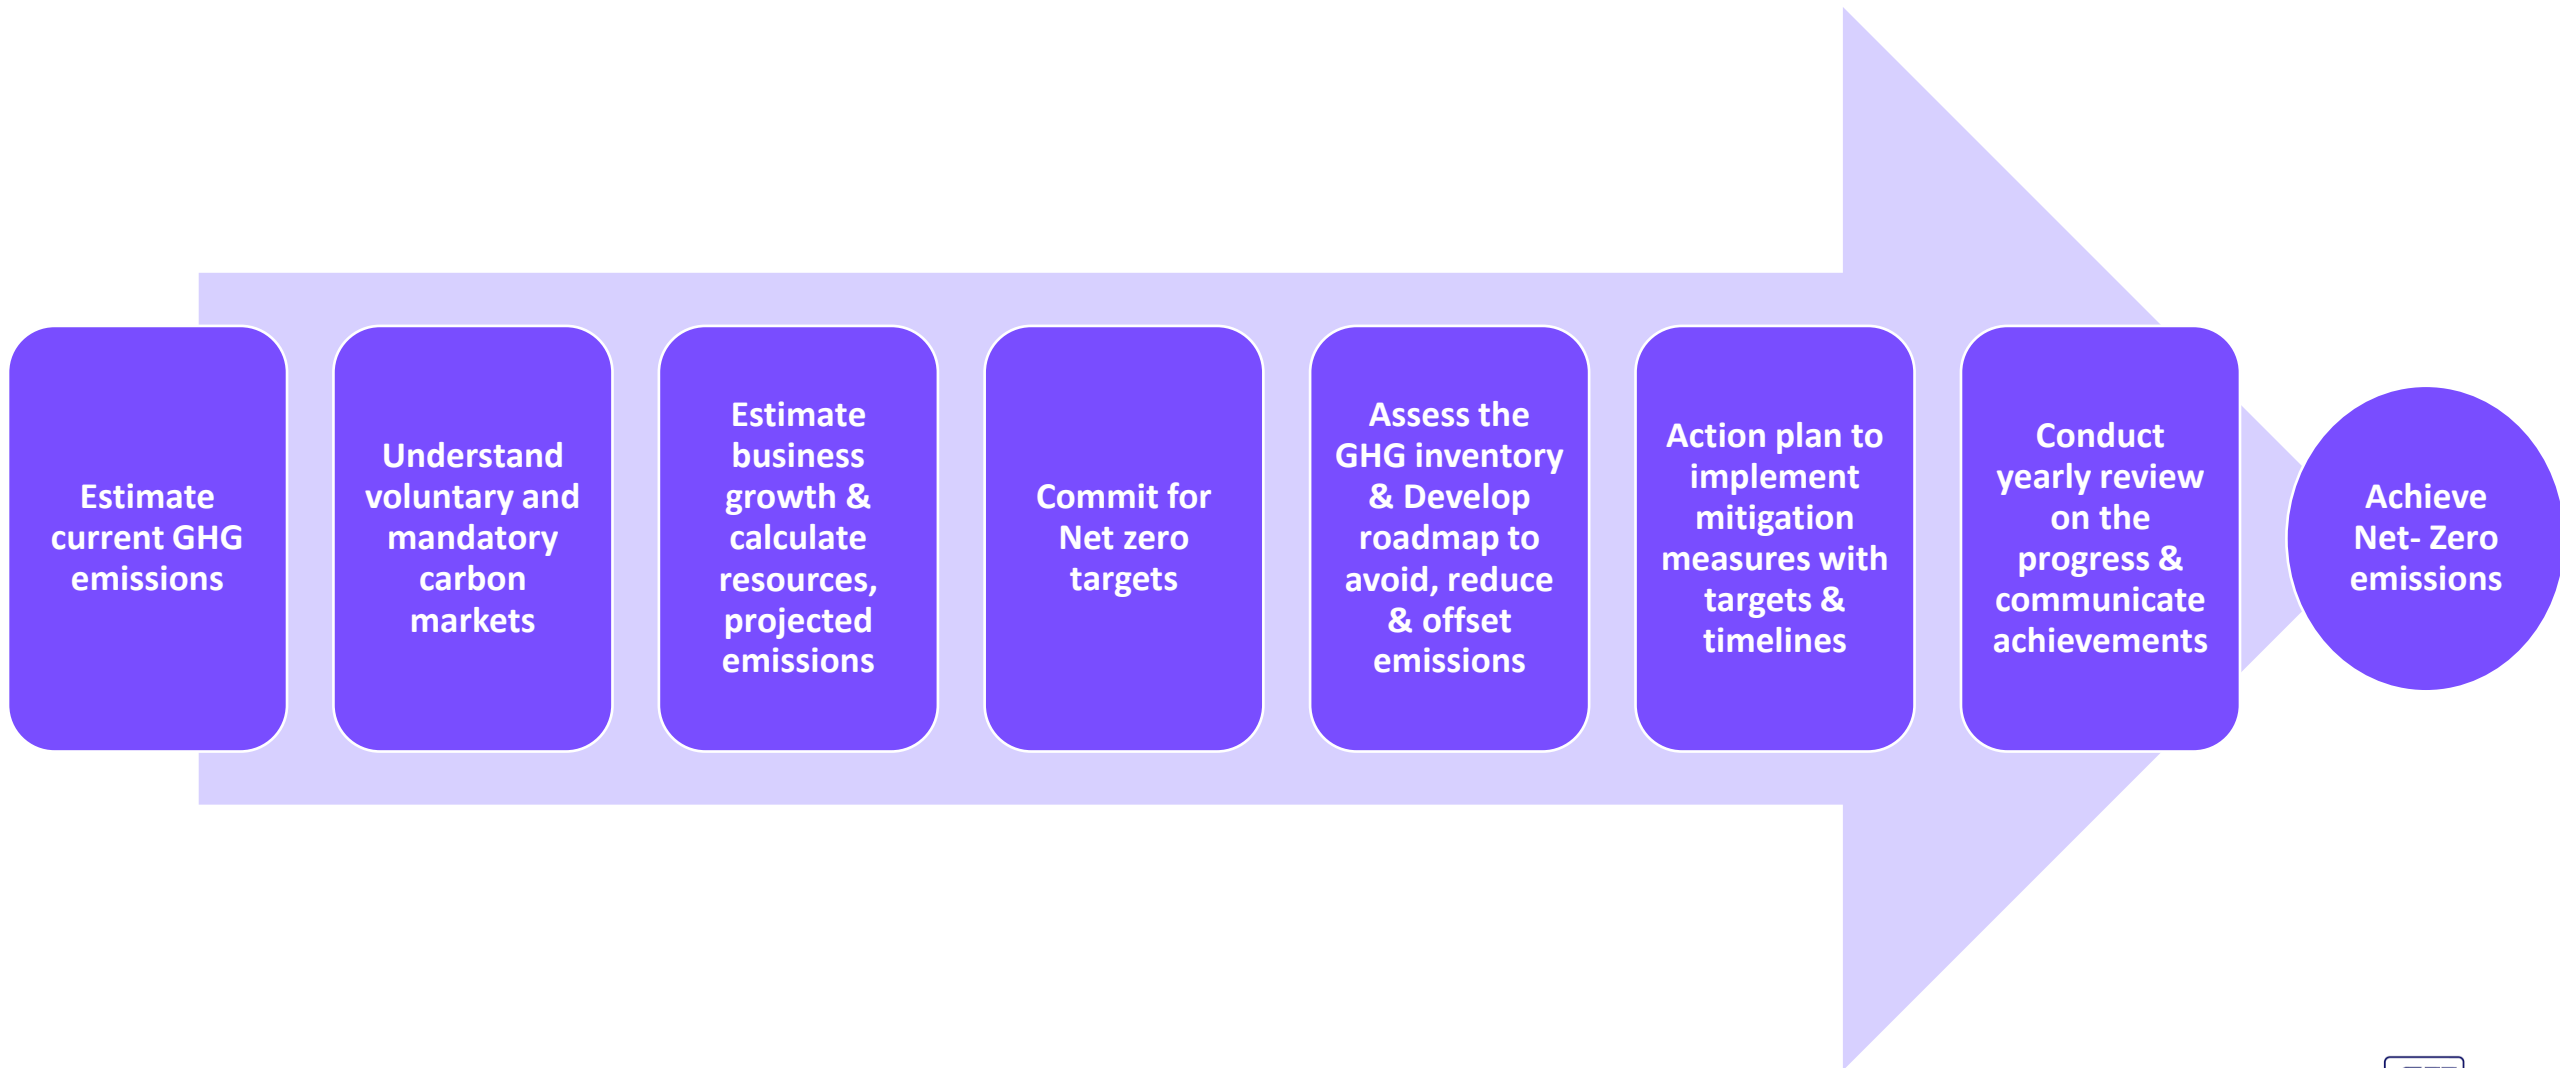 Estimate
current GHG
emissions
Understand
voluntary and
mandatory
carbon
markets
Estimate
business
growth &
calculate
resources,
projected
emissions
Commit for
Net zero
targets
Assess the
GHG inventory
& Develop
roadmap to
avoid, reduce
& offset
emissions
Action plan to
implement
mitigation
measures with
targets &
timelines
Conduct
yearly review
on the
progress &
communicate
achievements
Achieve
Net- Zero
emissions